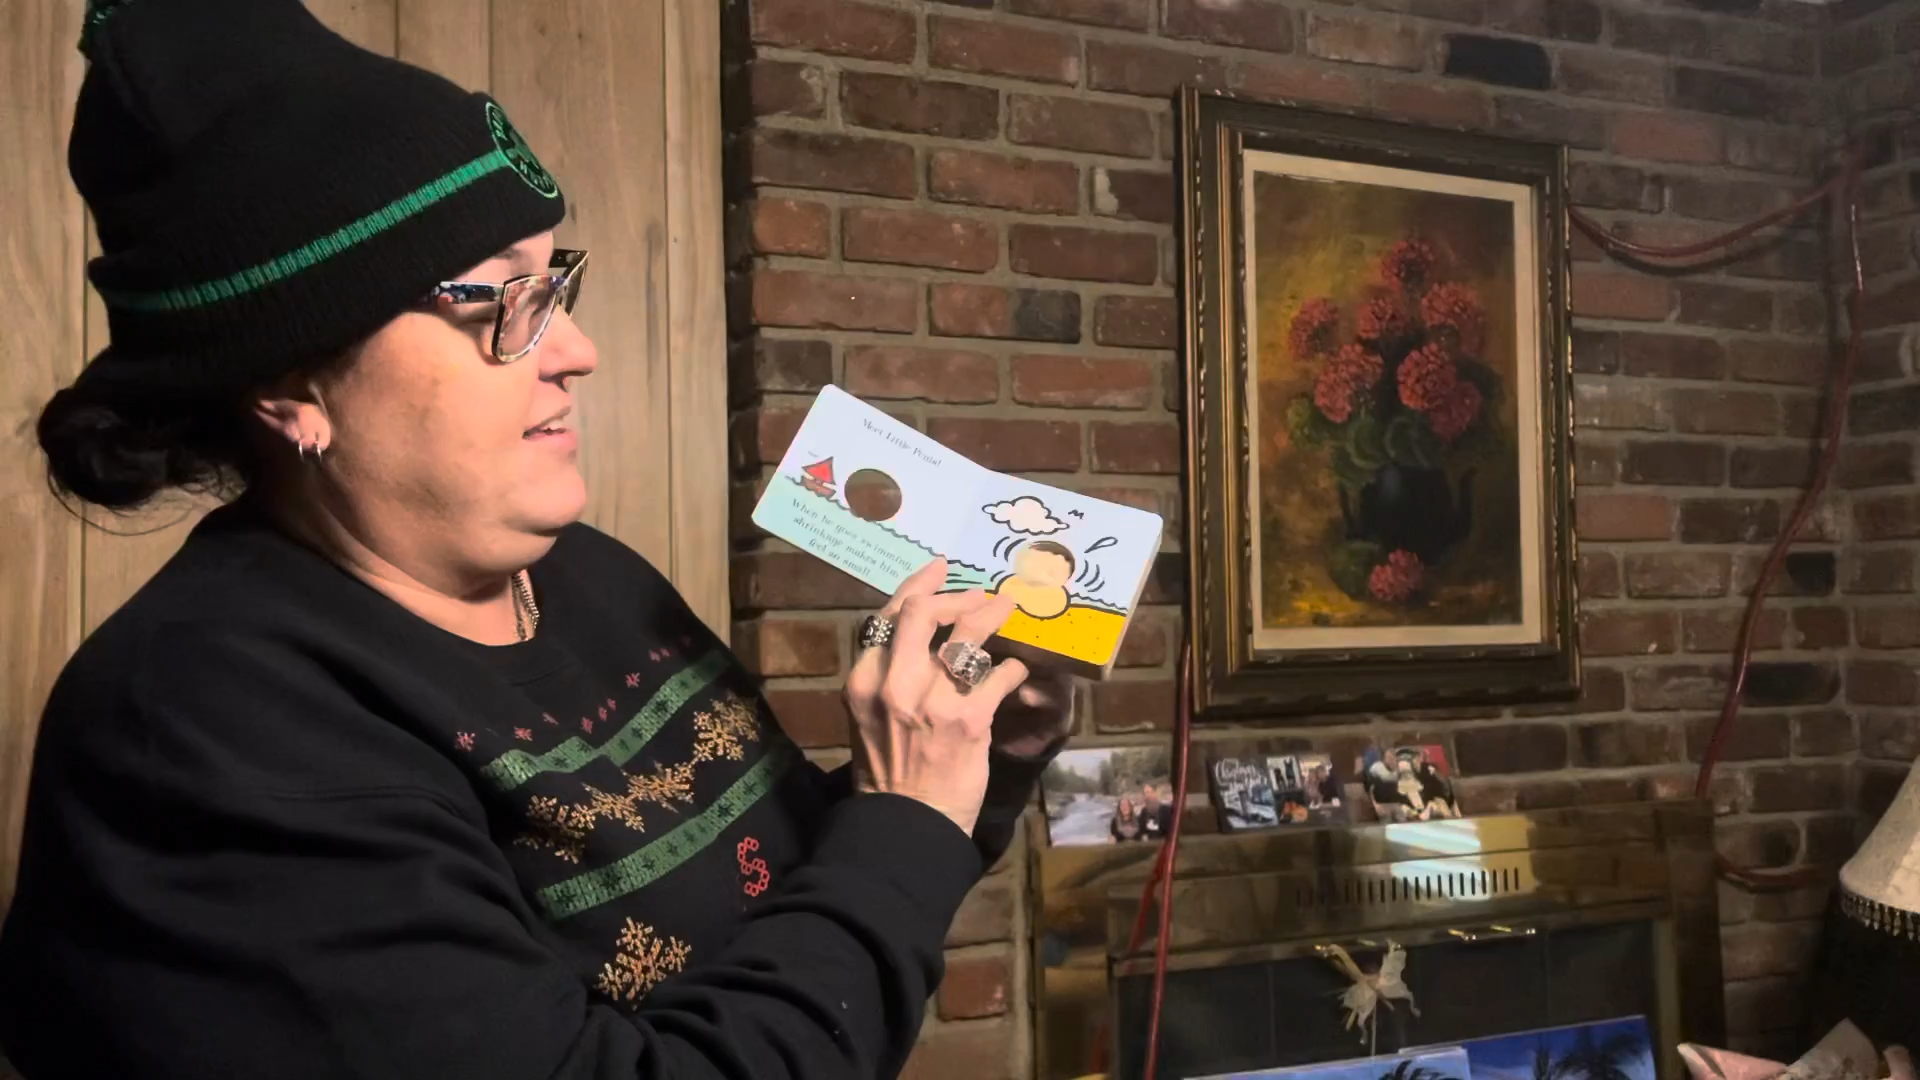 Meet Little Penis!
When he goes swimming,
shrinkage makes him
feel so small.
S